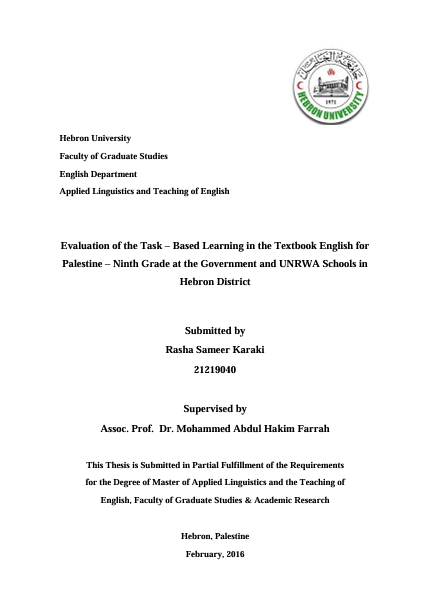 1971
HEBRON UNIVERSITY
Hebron University
Faculty of Graduate Studies
English Department
Applied Linguistics and Teaching of English
Evaluation of the Task – Based Learning in the Textbook English for
Palestine – Ninth Grade at the Government and UNRWA Schools in
Hebron District
Submitted by
Rasha Sameer Karaki
21219040
Supervised by
Assoc. Prof.  Dr. Mohammed Abdul Hakim Farrah
This Thesis is Submitted in Partial Fulfillment of the Requirements
for the Degree of Master of Applied Linguistics and the Teaching of
English, Faculty of Graduate Studies & Academic Research
Hebron, Palestine
February, 2016